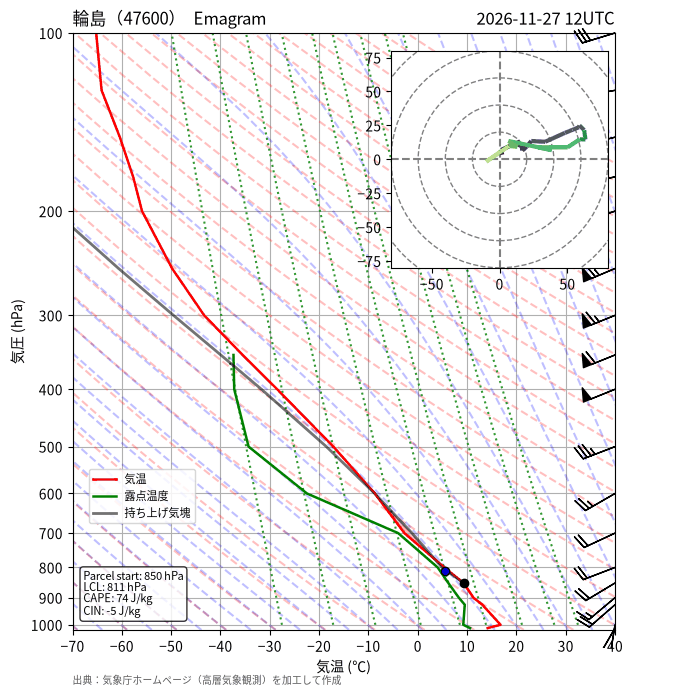 輪島（47600） Emagram
2026-11-27 12UTC
100
200
300
400
500
600
700
800
900
1000
気圧 (hPa)
75
50
25
0
−25
−50
−75
−50
0
50
気温
露点温度
持ち上げ気塊
Parcel start: 850 hPa
LCL: 811 hPa
CAPE: 74 J/kg
CIN: -5 J/kg
−70
−60
−50
−40
−30
−20
−10
0
10
20
30
40
気温 (°C)
出典：気象庁ホームページ（高層気象観測）を加工して作成